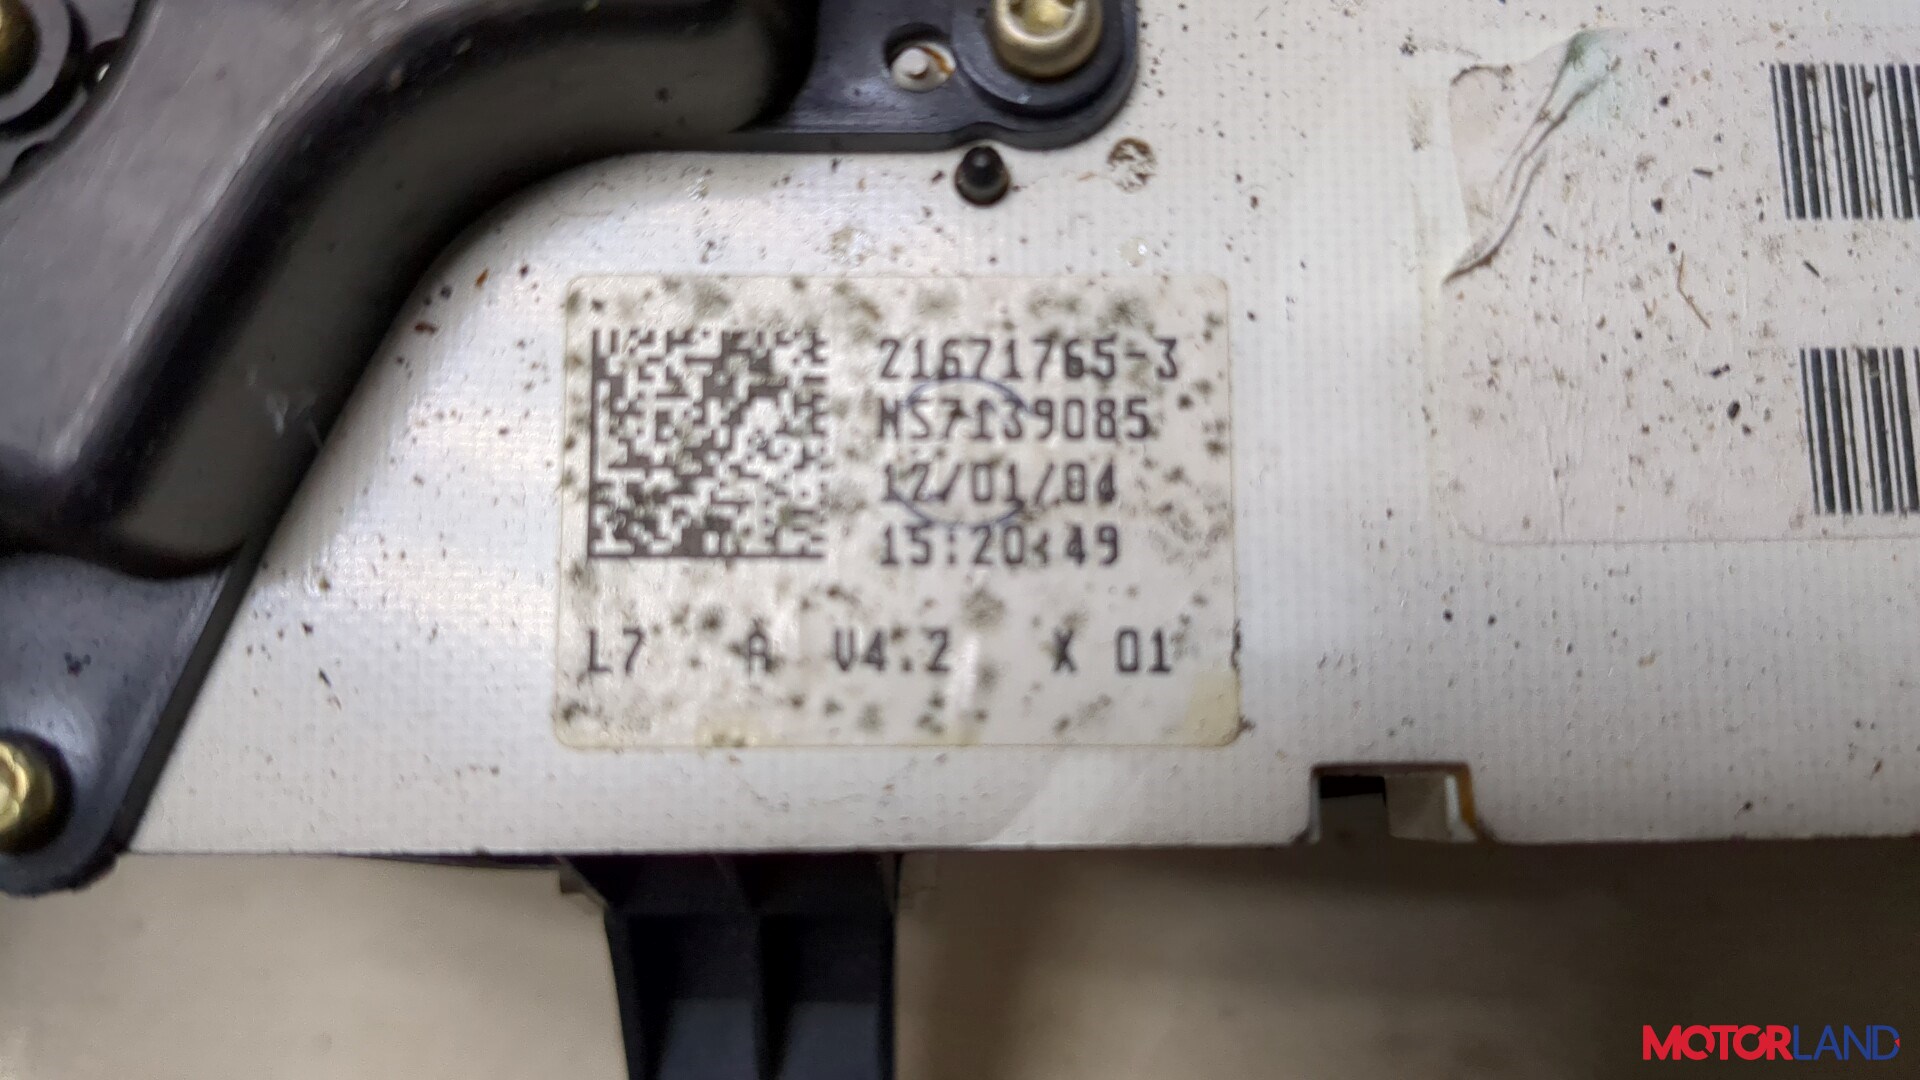 21671765-3
NS7139085
12/01/04
15:20:49
L7 A V4.2 X 01
MOTORLAND